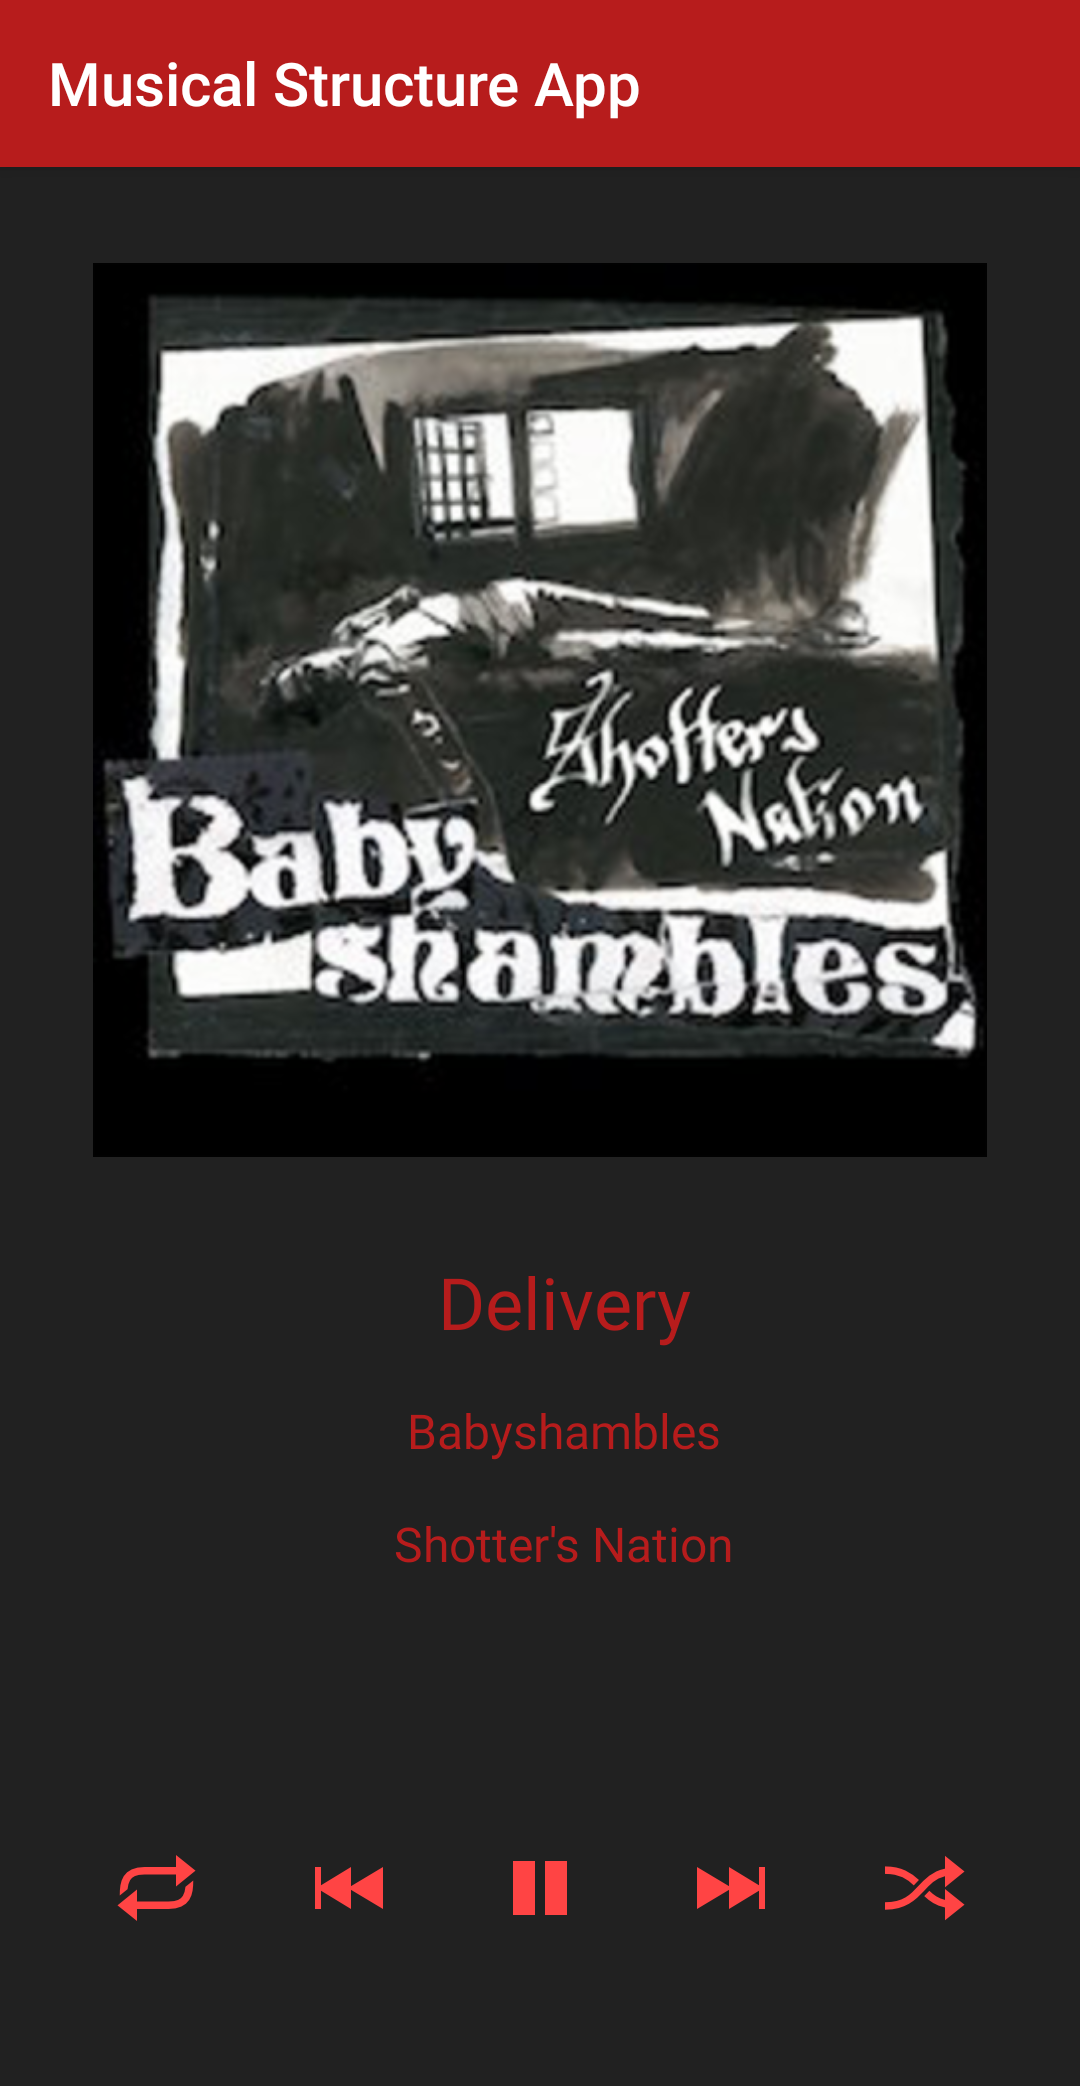 Musical Structure App
Shotters
Nation
Baby
shambles
Delivery
Babyshambles
Shotter's Nation